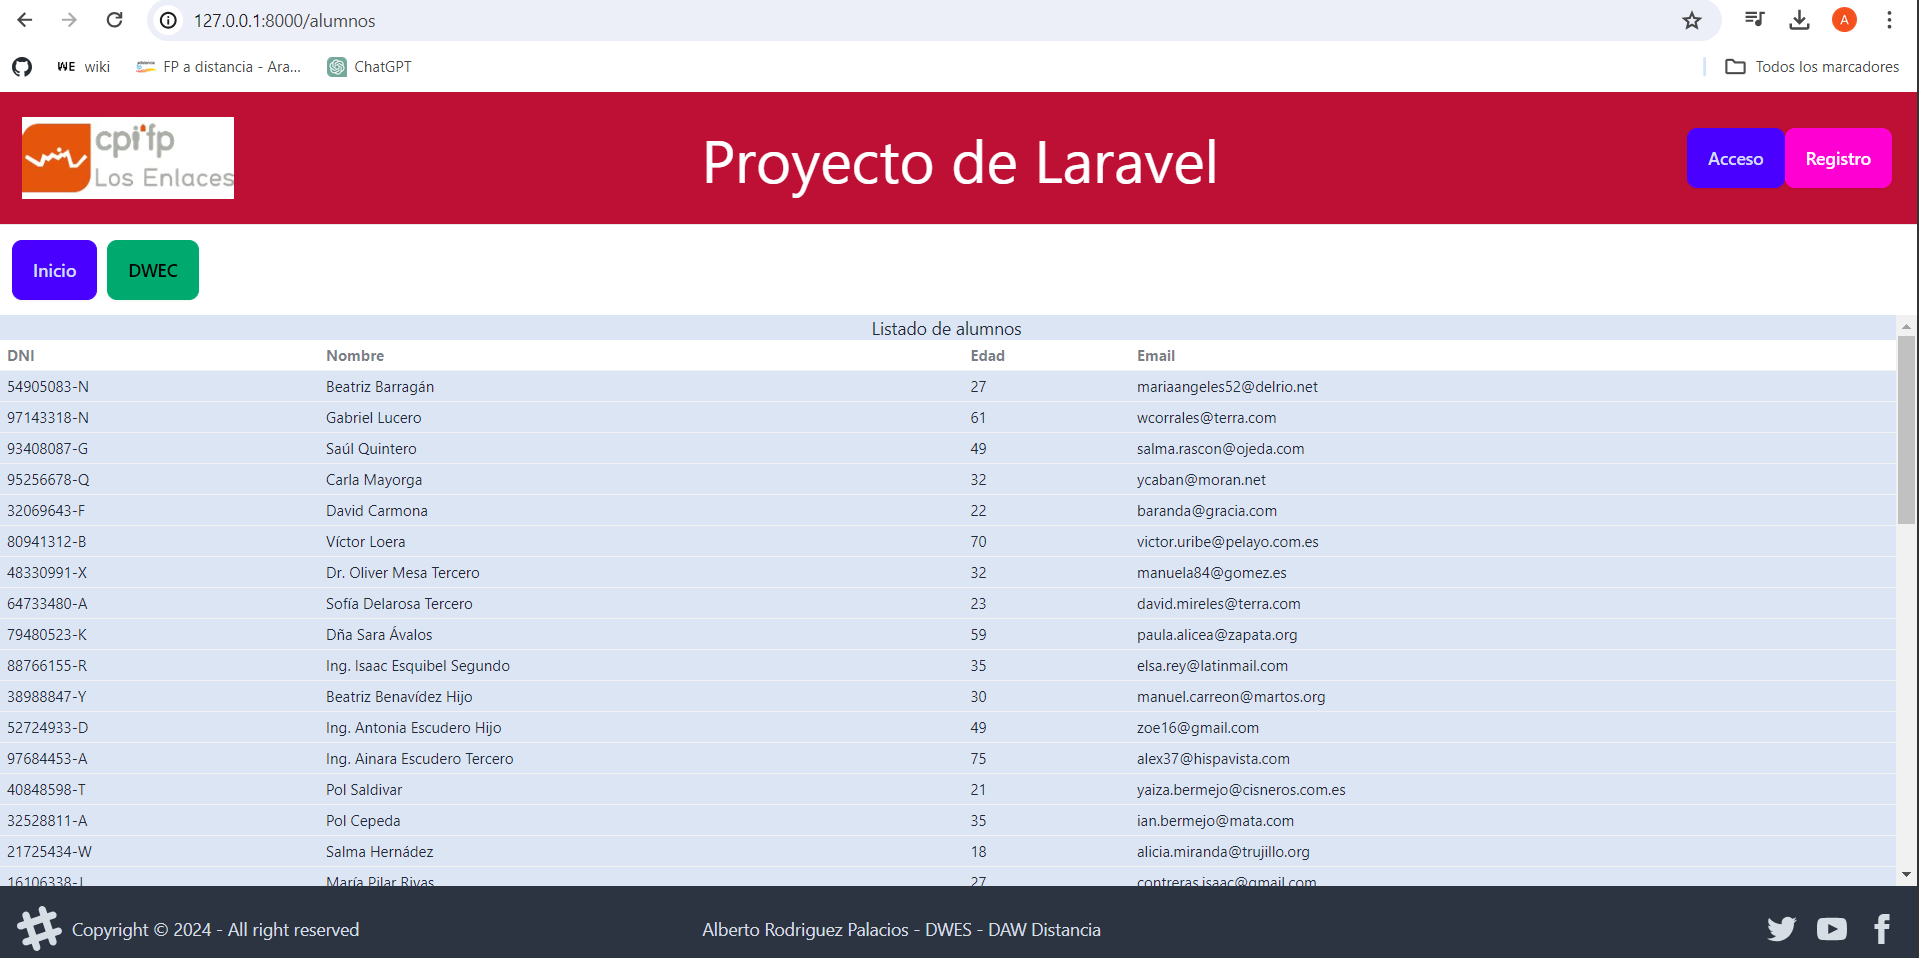 127.0.0.1:8000/alumnos
A
WE wiki FP a distancia - Ara... ChatGPT Todos los marcadores
cpi'fp
Los Enlaces
Proyecto de Laravel
Acceso Registro
Inicio DWEC
Listado de alumnos
DNI Nombre Edad Email
54905083-N Beatriz Barragán 27 mariaangeles52@delrio.net
97143318-N Gabriel Lucero 61 wcorrales@terra.com
93408087-G Saúl Quintero 49 salma.rascon@ojeda.com
95256678-Q Carla Mayorga 32 ycaban@moran.net
32069643-F David Carmona 22 baranda@gracia.com
80941312-B Víctor Loera 70 victor.uribe@pelayo.com.es
48330991-X Dr. Oliver Mesa Tercero 32 manuela84@gomez.es
64733480-A Sofía Delarosa Tercero 23 david.mireles@terra.com
79480523-K Dña Sara Ávalos 59 paula.alicea@zapata.org
88766155-R Ing. Isaac Esquibel Segundo 35 elsa.rey@latinmail.com
38988847-Y Beatriz Benavídez Hijo 30 manuel.carreon@martos.org
52724933-D Ing. Antonia Escudero Hijo 49 zoe16@gmail.com
97684453-A Ing. Ainara Escudero Tercero 75 alex37@hispavista.com
40848598-T Pol Saldivar 21 yaiza.bermejo@cisneros.com.es
32528811-A Pol Cepeda 35 ian.bermejo@mata.com
21725434-W Salma Hernádez 18 alicia.miranda@trujillo.org
María Pilar Rivas 27 contreras.isaac@gmail.com
Copyright © 2024 - All right reserved Alberto Rodriguez Palacios - DWES - DAW Distancia